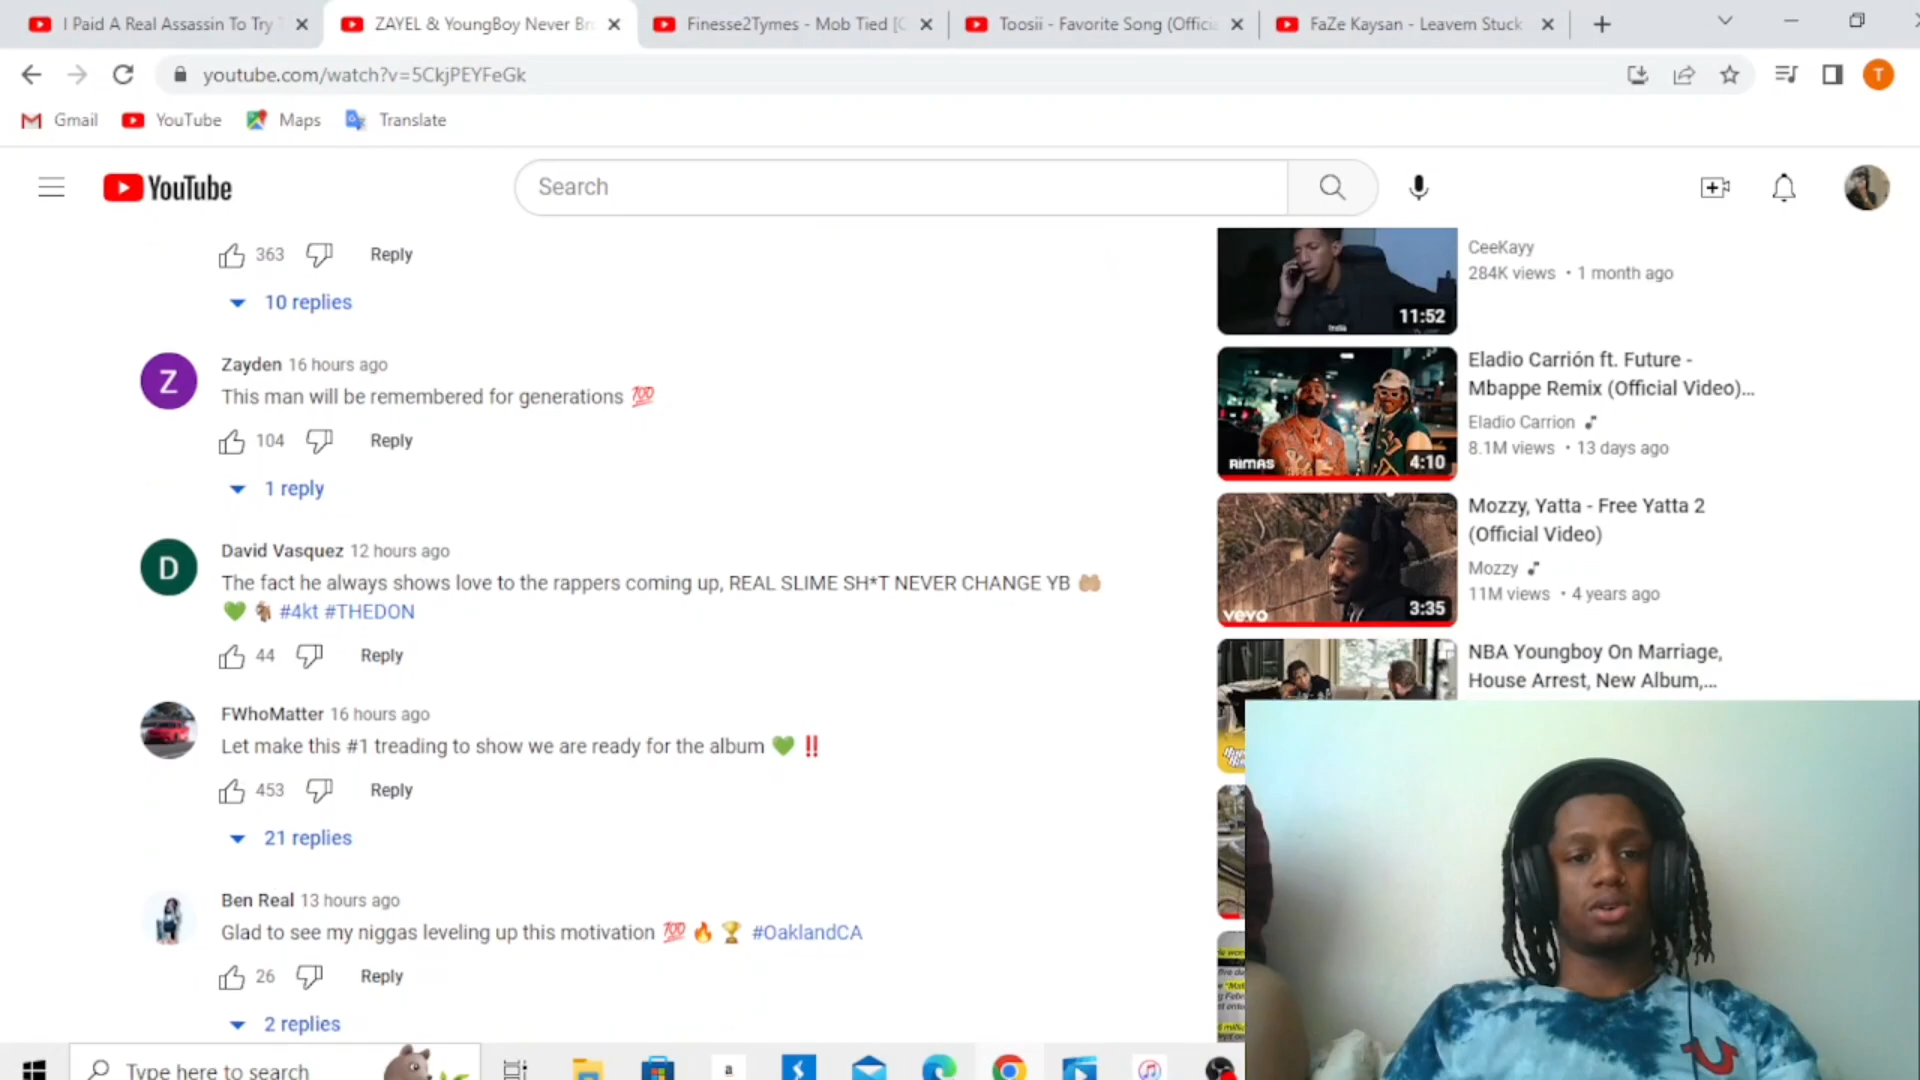 I Paid A Real Assassin To Try
ZAYEL & YoungBoy Never Br
Finesse2Tymes - Mob Tied [
Toosii - Favorite Song (Offici
FaZe Kaysan - Leavem Stuck
youtube.com/watch?v=5CkjPEYFeGk
T
Gmail
YouTube
Maps
Translate
YouTube
Search
363
Reply
10 replies
Z
Zayden 16 hours ago
This man will be remembered for generations 💯
104
Reply
1 reply
D
David Vasquez 12 hours ago
The fact he always shows love to the rappers coming up, REAL SLIME SH*T NEVER CHANGE YB 🤲🏼
💚 🐐 #4kt #THEDON
44
Reply
FWhoMatter 16 hours ago
Let make this #1 treading to show we are ready for the album 💚 ‼️
453
Reply
21 replies
Ben Real 13 hours ago
Glad to see my niggas leveling up this motivation 💯 🔥 🏆 #OaklandCA
26
Reply
2 replies
11:52
CeeKayy
284K views • 1 month ago
RIMAS
4:10
Eladio Carrión ft. Future -
Mbappe Remix (Official Video)...
Eladio Carrion
8.1M views • 13 days ago
vevo
3:35
Mozzy, Yatta - Free Yatta 2
(Official Video)
Mozzy
11M views • 4 years ago
NBA Youngboy On Marriage,
House Arrest, New Album,...
Type here to search
a